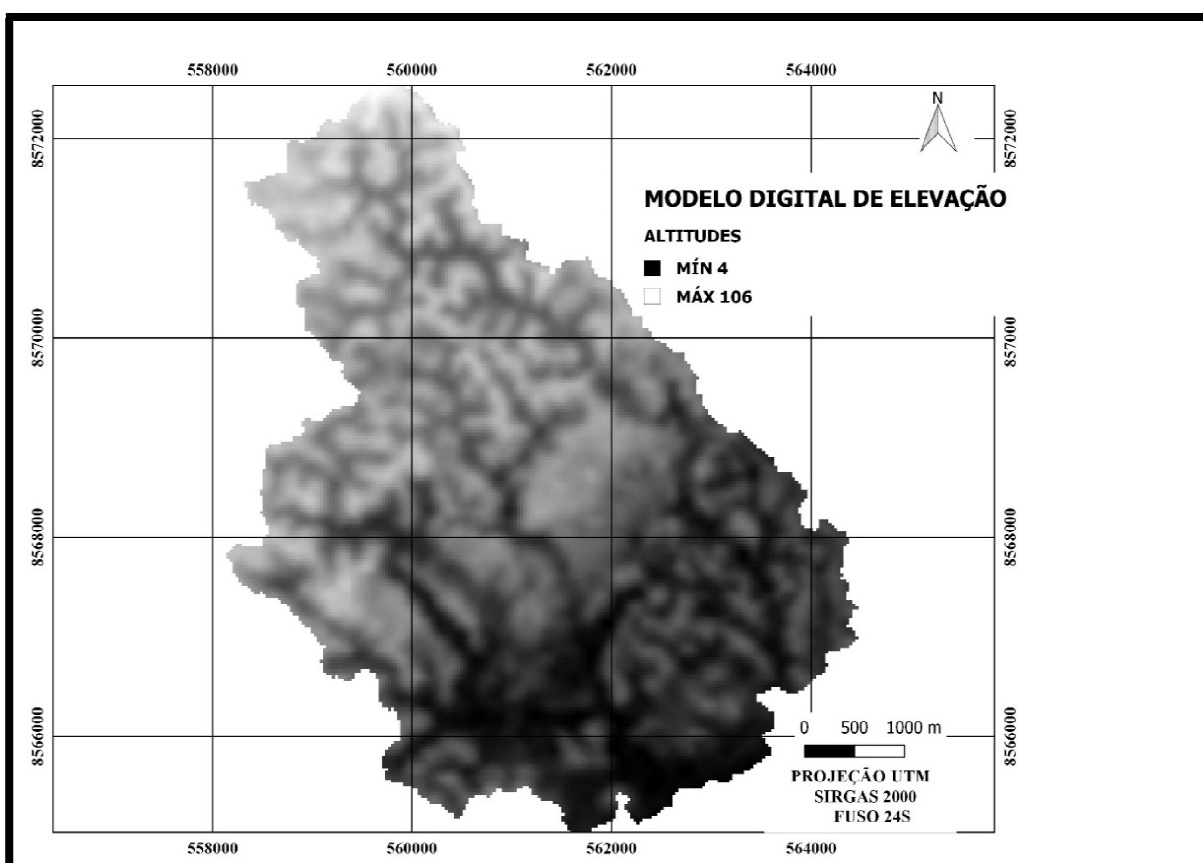 558000 560000 562000 564000
N
8572000 8572000
MODELO DIGITAL DE ELEVAÇÃO
ALTITUDES
MÍN 4
MÁX 106
8570000 8570000
8568000 8568000
0 500 1000 m
8566000 8566000
PROJEÇÃO UTM
SIRGAS 2000
FUSO 24S
558000 560000 562000 564000